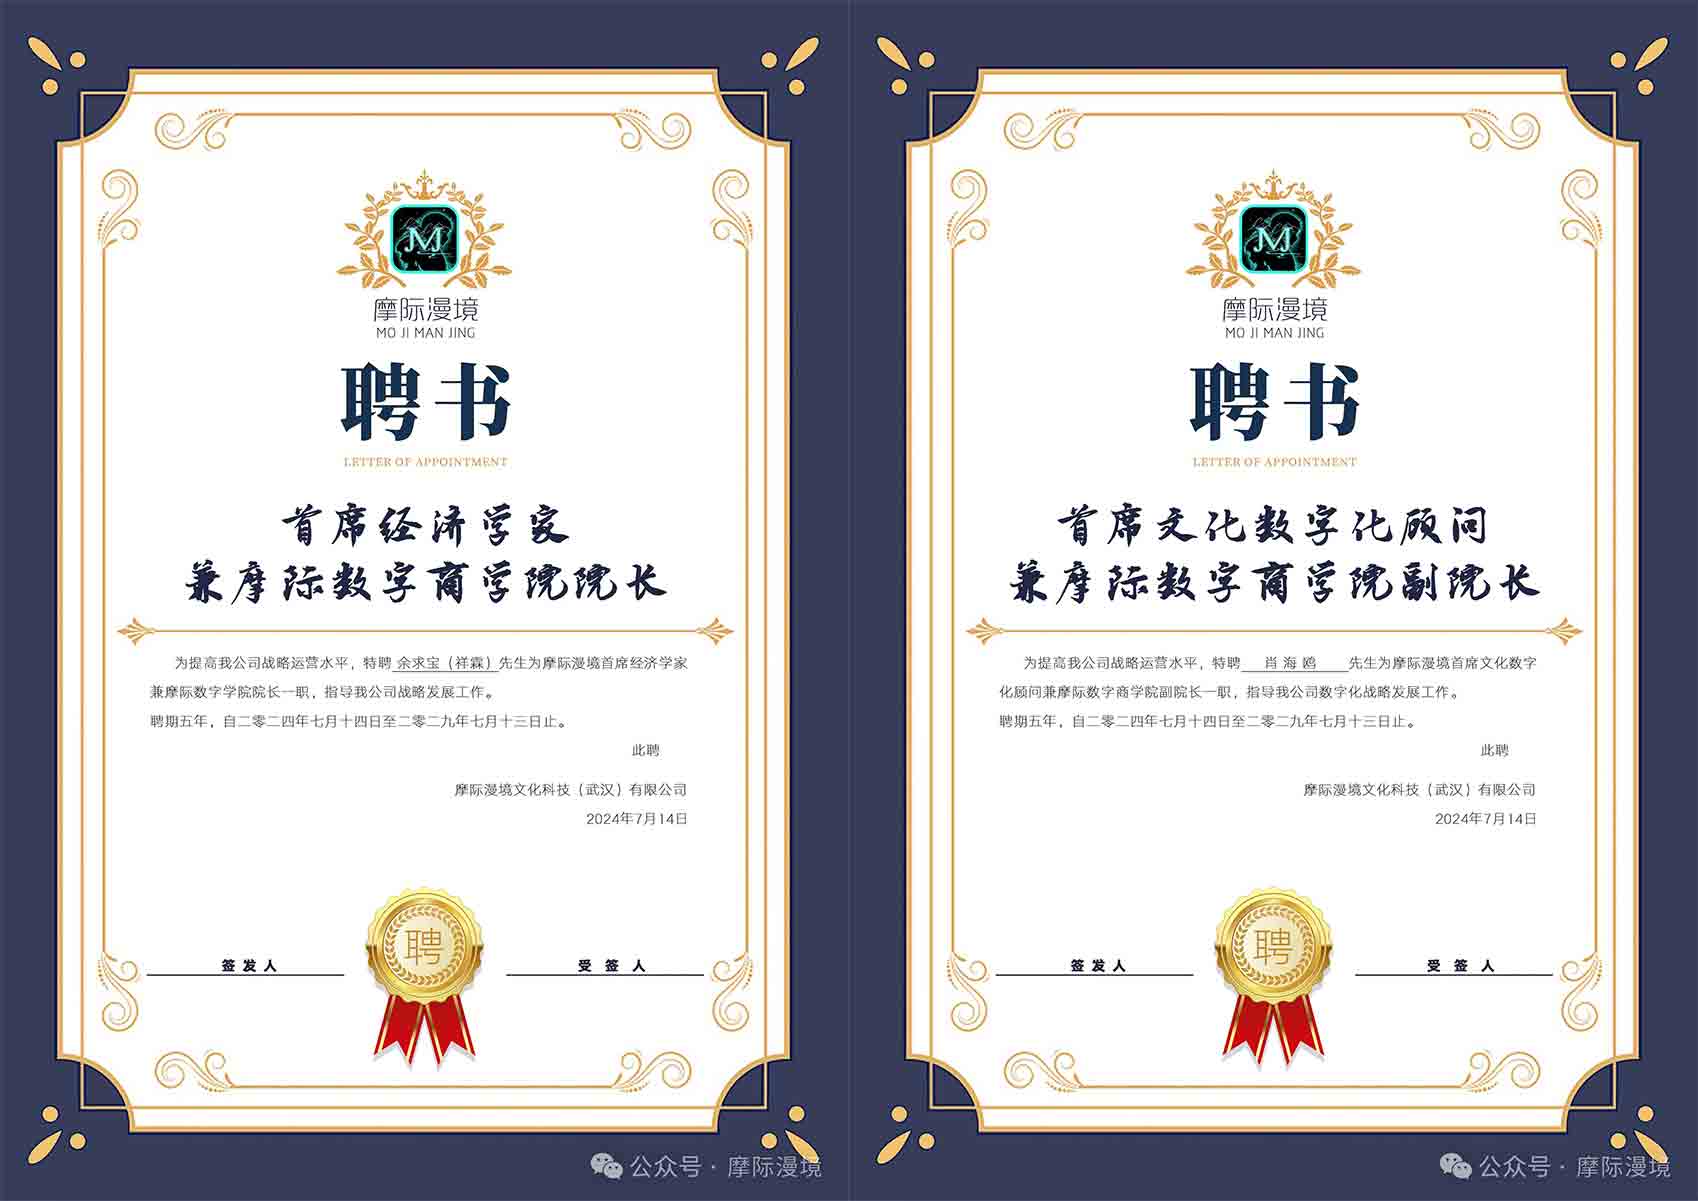 MJ
摩际漫境
MO JI MAN JING
聘书
LETTER OF APPOINTMENT
首席经济学家
兼摩际数字商学院院长
为提高我公司战略运营水平，特聘 余求宝（祥霖）先生为摩际漫境首席经济学家
兼摩际数字学院院长一职，指导我公司战略发展工作。
聘期五年，自二零二四年七月十四日至二零二九年七月十三日止。
此聘
摩际漫境文化科技（武汉）有限公司
2024年7月14日
聘
签发人
受签人
公众号·摩际漫境
MJ
摩际漫境
MO JI MAN JING
聘书
LETTER OF APPOINTMENT
首席文化数字化顾问
兼摩际数字商学院副院长
为提高我公司战略运营水平，特聘 肖海鸥 先生为摩际漫境首席文化数字
化顾问兼摩际数字商学院副院长一职，指导我公司数字化战略发展工作。
聘期五年，自二零二四年七月十四日至二零二九年七月十三日止。
此聘
摩际漫境文化科技（武汉）有限公司
2024年7月14日
聘
签发人
受签人
公众号·摩际漫境